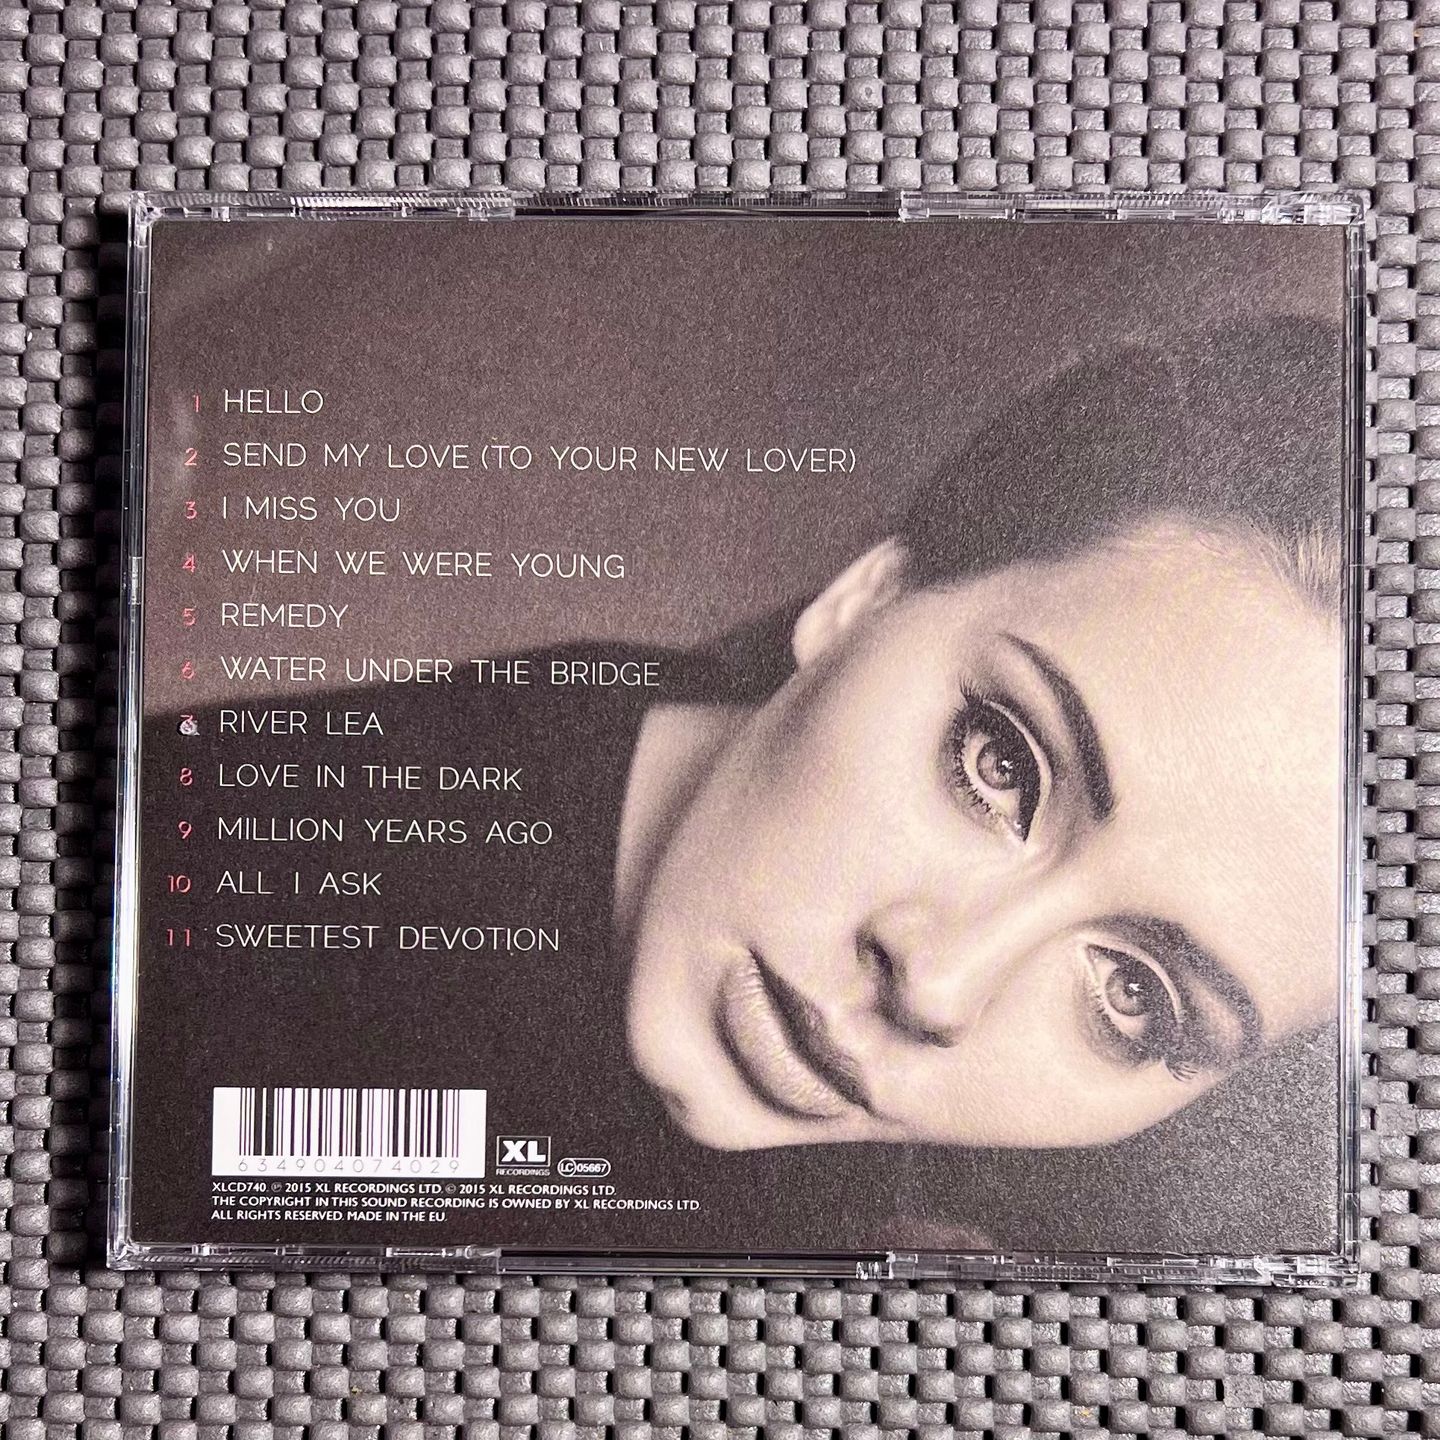 1 HELLO
2 SEND MY LOVE (TO YOUR NEW LOVER)
3 I MISS YOU
4 WHEN WE WERE YOUNG
5 REMEDY
6 WATER UNDER THE BRIDGE
7 RIVER LEA
8 LOVE IN THE DARK
9 MILLION YEARS AGO
10 ALL I ASK
11 SWEETEST DEVOTION
634904074029
XL
RECORDINGS
LC 05667
XLCD740. ℗ 2015 XL RECORDINGS LTD. © 2015 XL RECORDINGS LTD.
THE COPYRIGHT IN THIS SOUND RECORDING IS OWNED BY XL RECORDINGS LTD.
ALL RIGHTS RESERVED. MADE IN THE EU.